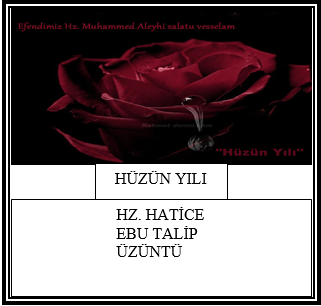 Efendimiz Hz. Muhammed Aleyhi salatu vesselam
"Hüzün Yılı"
HÜZÜN YILI
HZ. HATİCE
EBU TALİP
ÜZÜNTÜ